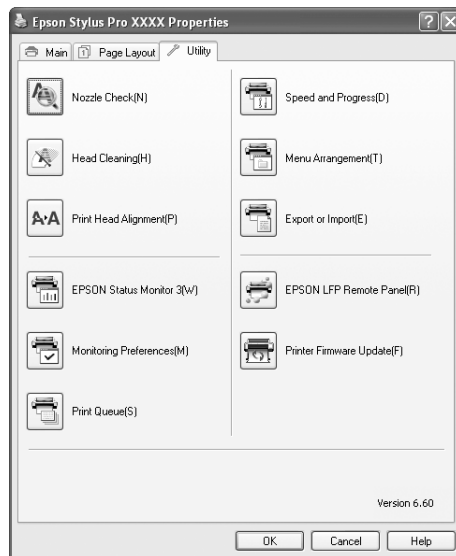 Epson Stylus Pro XXXX Properties
Main
Page Layout
Utility
Nozzle Check(N)
Speed and Progress(D)
Head Cleaning(H)
Menu Arrangement(T)
Print Head Alignment(P)
Export or Import(E)
EPSON Status Monitor 3(W)
EPSON LFP Remote Panel(R)
Monitoring Preferences(M)
Printer Firmware Update(F)
Print Queue(S)
Version 6.60
OK
Cancel
Help